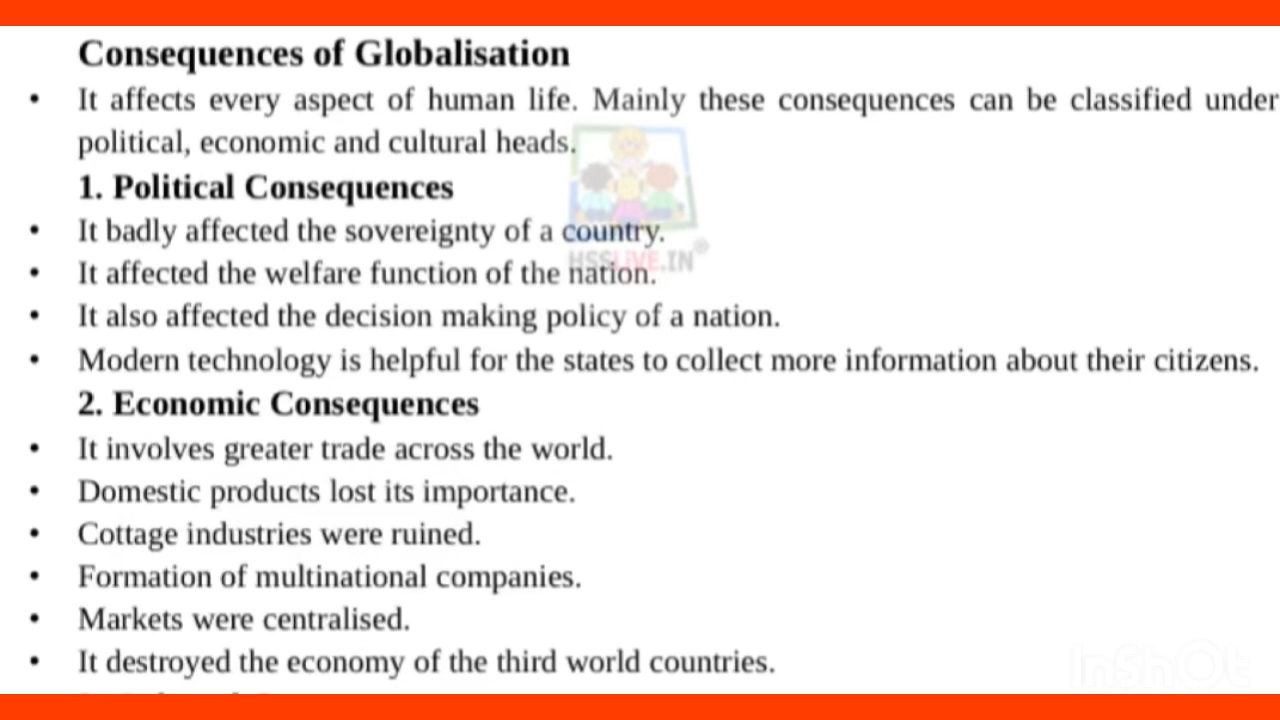 Consequences of Globalisation
• It affects every aspect of human life. Mainly these consequences can be classified under
political, economic and cultural heads.
1. Political Consequences
• It badly affected the sovereignty of a country.
• It affected the welfare function of the nation.
HSSLIVE.IN®
• It also affected the decision making policy of a nation.
• Modern technology is helpful for the states to collect more information about their citizens.
2. Economic Consequences
• It involves greater trade across the world.
• Domestic products lost its importance.
• Cottage industries were ruined.
• Formation of multinational companies.
• Markets were centralised.
• It destroyed the economy of the third world countries.
InShOt